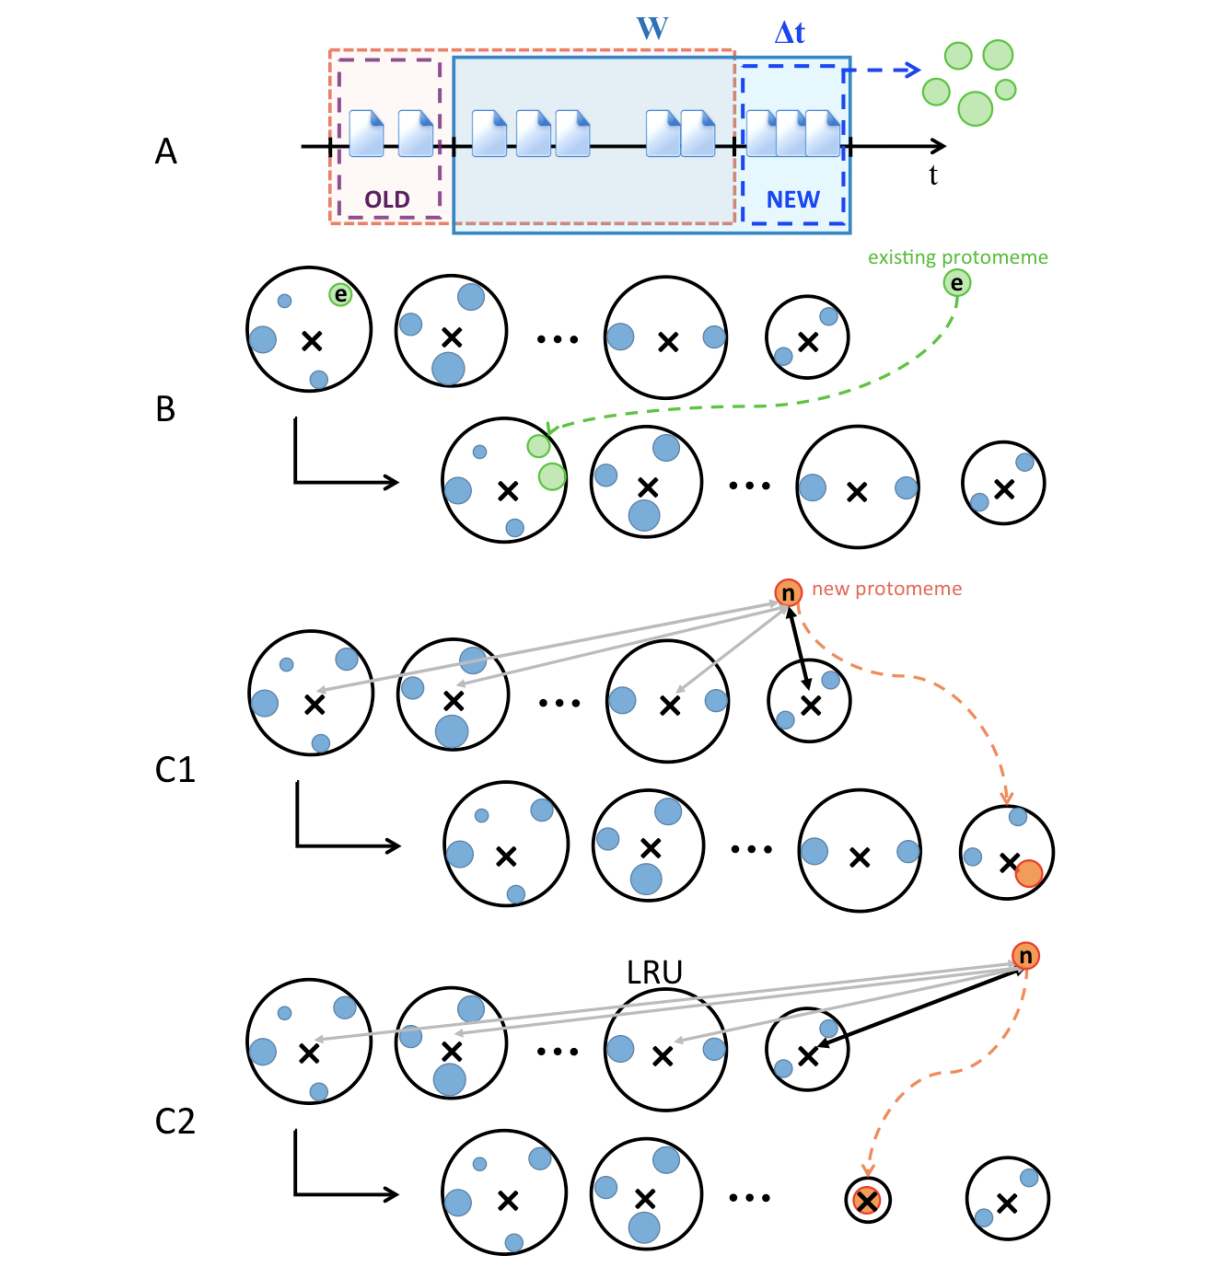 W
Δt
A
OLD
NEW
t
existing protomeme
e
e
B
...
...
n
new protomeme
C1
...
...
n
LRU
C2
...
...